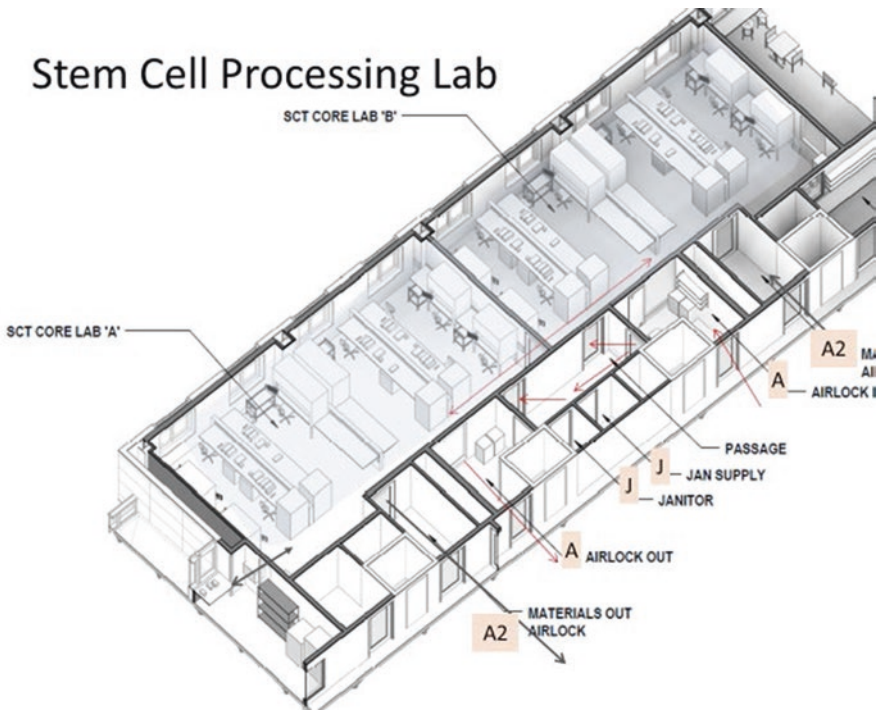 Stem Cell Processing Lab
SCT CORE LAB 'B'
SCT CORE LAB 'A'
A2
A
AIRLOCK
PASSAGE
J
JAN SUPPLY
J
JANITOR
A
AIRLOCK OUT
A2
MATERIALS OUT
AIRLOCK